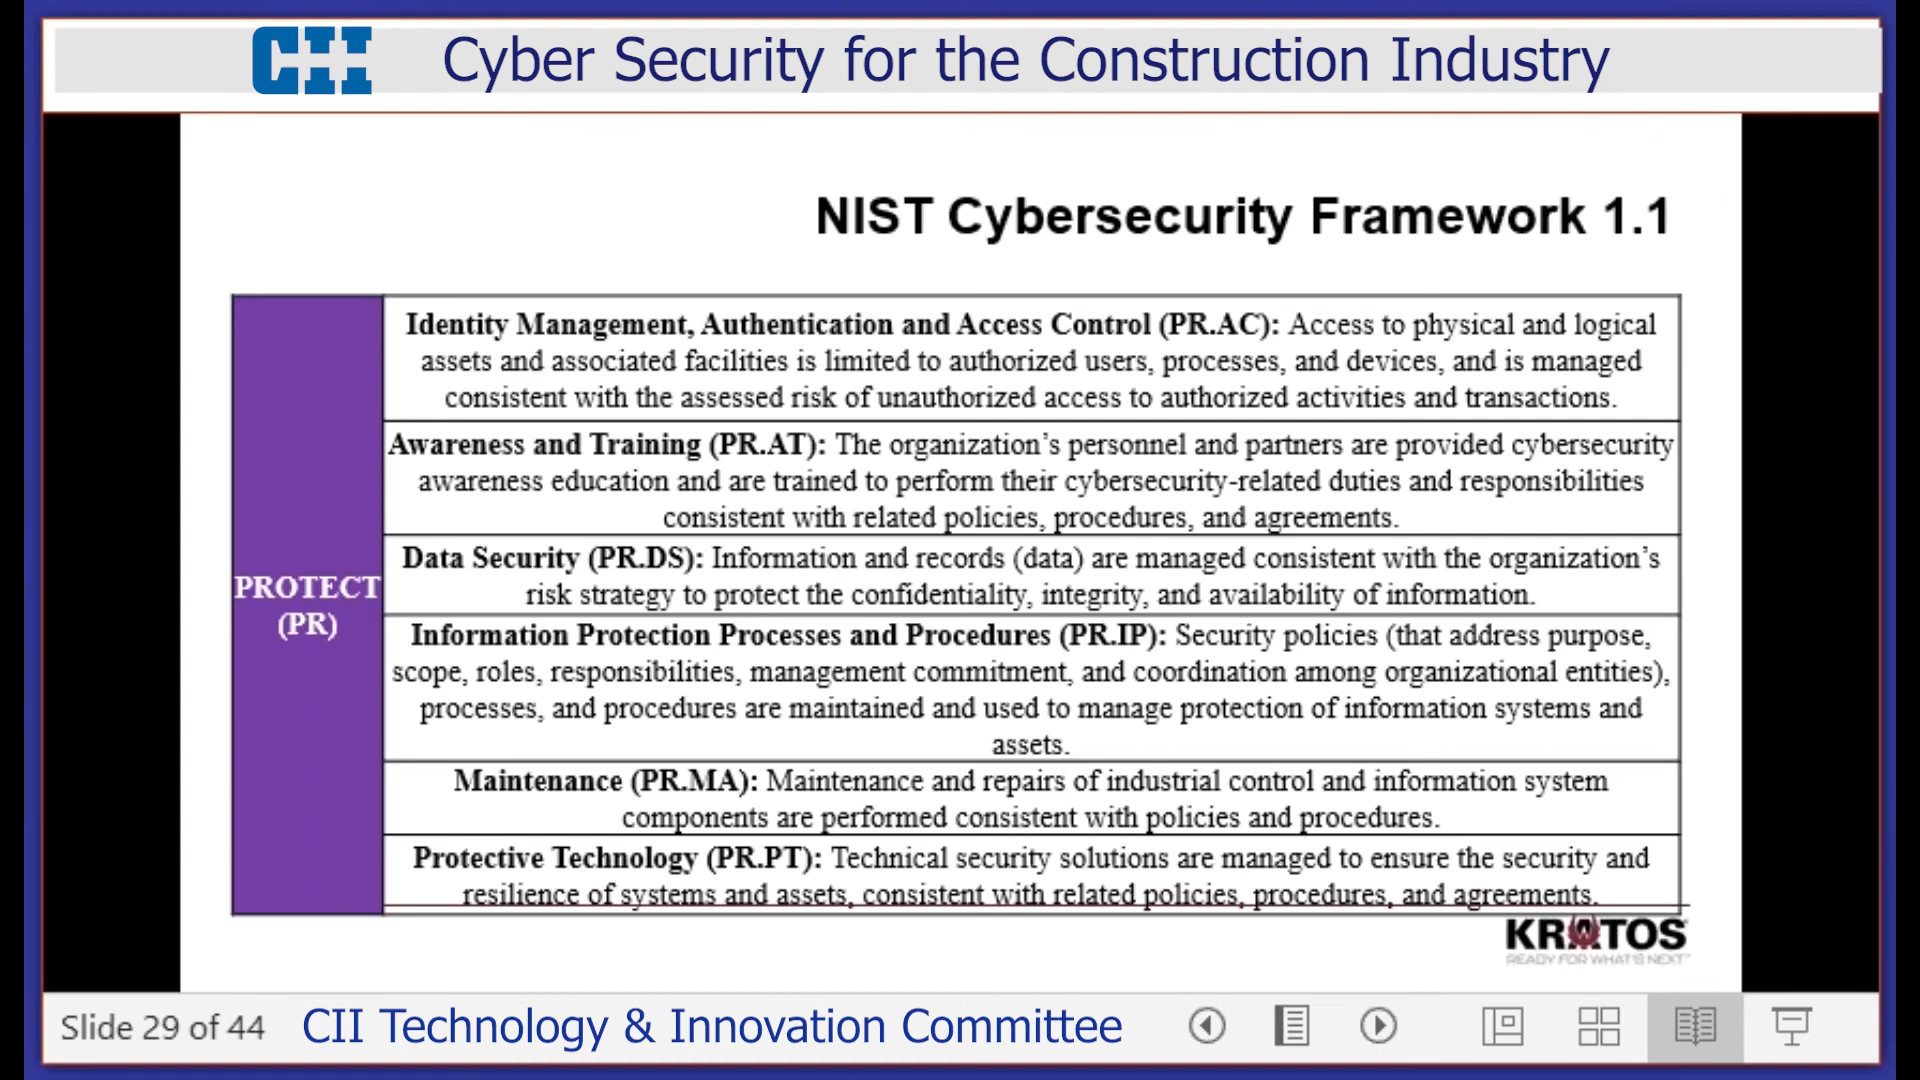 CII Cyber Security for the Construction Industry
NIST Cybersecurity Framework 1.1
PROTECT
(PR)
Identity Management, Authentication and Access Control (PR.AC): Access to physical and logical
assets and associated facilities is limited to authorized users, processes, and devices, and is managed
consistent with the assessed risk of unauthorized access to authorized activities and transactions.
Awareness and Training (PR.AT): The organization’s personnel and partners are provided cybersecurity
awareness education and are trained to perform their cybersecurity-related duties and responsibilities
consistent with related policies, procedures, and agreements.
Data Security (PR.DS): Information and records (data) are managed consistent with the organization’s
risk strategy to protect the confidentiality, integrity, and availability of information.
Information Protection Processes and Procedures (PR.IP): Security policies (that address purpose,
scope, roles, responsibilities, management commitment, and coordination among organizational entities),
processes, and procedures are maintained and used to manage protection of information systems and
assets.
Maintenance (PR.MA): Maintenance and repairs of industrial control and information system
components are performed consistent with policies and procedures.
Protective Technology (PR.PT): Technical security solutions are managed to ensure the security and
resilience of systems and assets, consistent with related policies, procedures, and agreements.
KRATOS
READY FOR WHAT'S NEXT
Slide 29 of 44 CII Technology & Innovation Committee